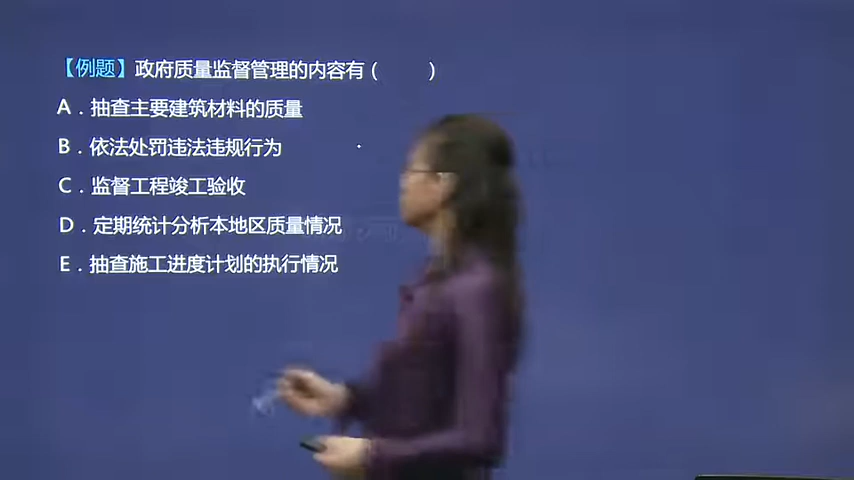 【例题】政府质量监督管理的内容有(　　)
A．抽查主要建筑材料的质量
B．依法处罚违法违规行为
C．监督工程竣工验收
D．定期统计分析本地区质量情况
E．抽查施工进度计划的执行情况